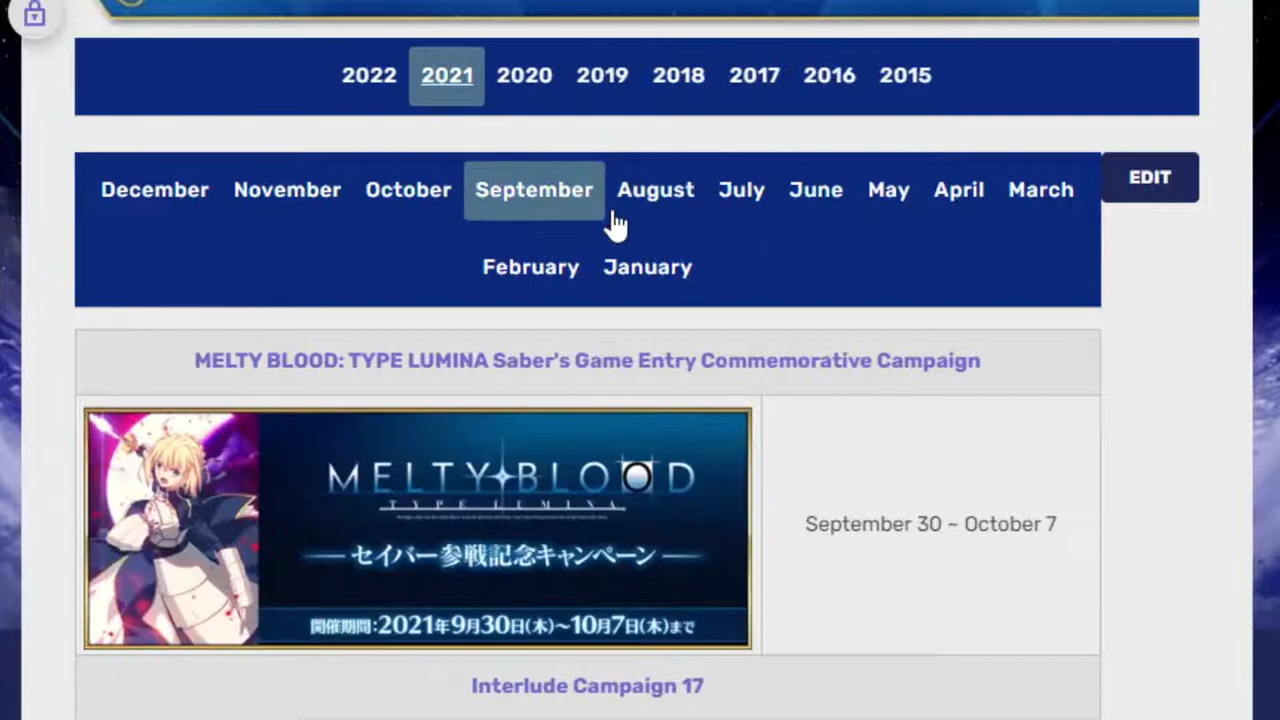 2022 2021 2020 2019 2018 2017 2016 2015
December November October September August July June May April March
EDIT
February January
MELTY BLOOD: TYPE LUMINA Saber's Game Entry Commemorative Campaign
MELTY BLOOD
TYPE LUMINA
セイバー参戦記念キャンペーン
開催期間:2021年9月30日(木)～10月7日(木)まで
September 30 ~ October 7
Interlude Campaign 17